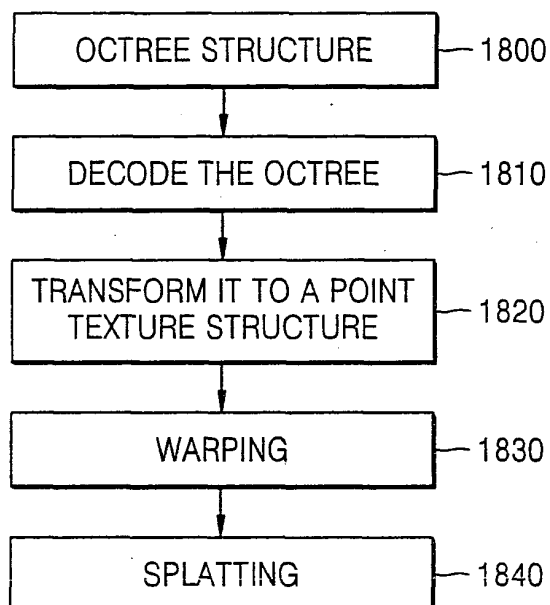 OCTREE STRUCTURE 1800
DECODE THE OCTREE 1810
TRANSFORM IT TO A POINT
TEXTURE STRUCTURE 1820
WARPING 1830
SPLATTING 1840